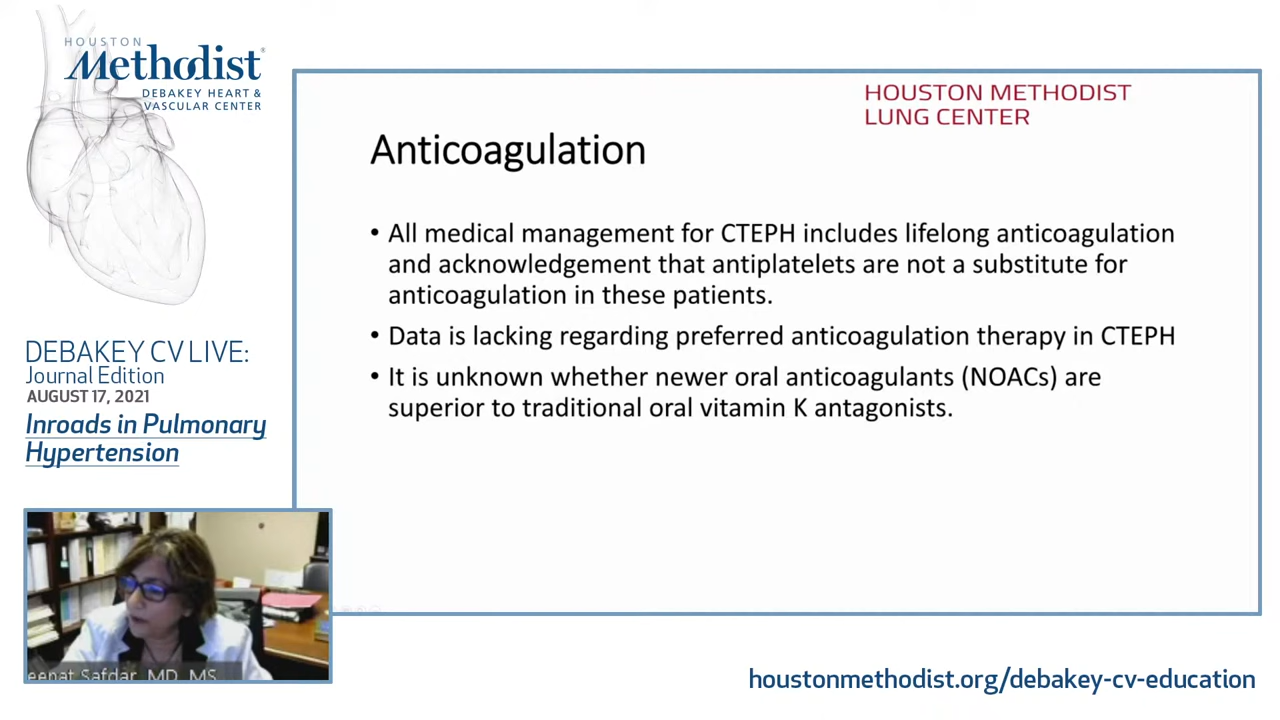 HOUSTON
Methodist
DEBAKEY HEART &
VASCULAR CENTER
HOUSTON METHODIST
LUNG CENTER
Anticoagulation
• All medical management for CTEPH includes lifelong anticoagulation
and acknowledgement that antiplatelets are not a substitute for
anticoagulation in these patients.
• Data is lacking regarding preferred anticoagulation therapy in CTEPH
• It is unknown whether newer oral anticoagulants (NOACs) are
superior to traditional oral vitamin K antagonists.
DEBAKEY CV LIVE:
Journal Edition
AUGUST 17, 2021
Inroads in Pulmonary
Hypertension
eenat Safdar, MD, MS
houstonmethodist.org/debakey-cv-education